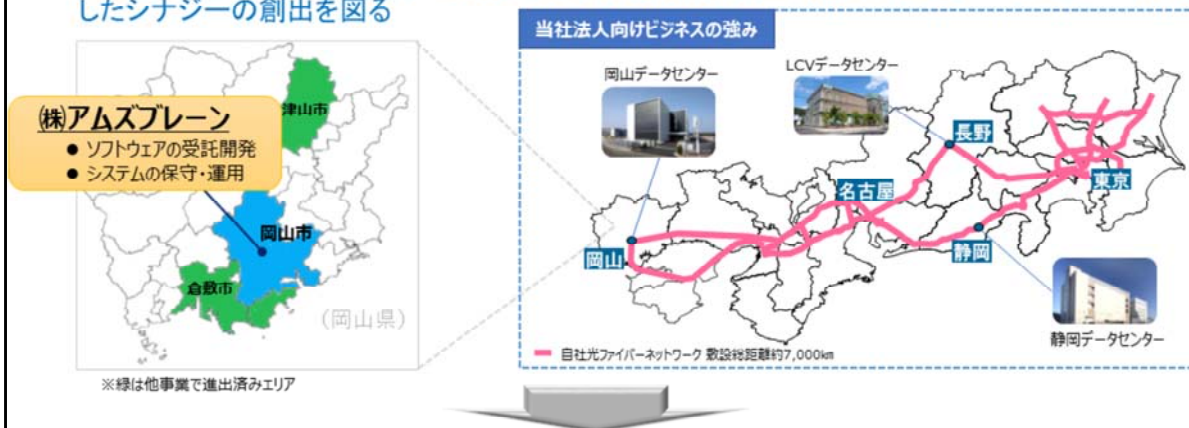 したシナジーの創出を図る
当社法人向けビジネスの強み
岡山データセンター
LCVデータセンター
津山市
㈱アムズブレーン
● ソフトウェアの受託開発
● システムの保守・運用
長野
東京
名古屋
岡山市
岡山
静岡
倉敷市
(岡山県)
静岡データセンター
自社光ファイバーネットワーク 敷設総距離約7,000km
※緑は他事業で進出済みエリア